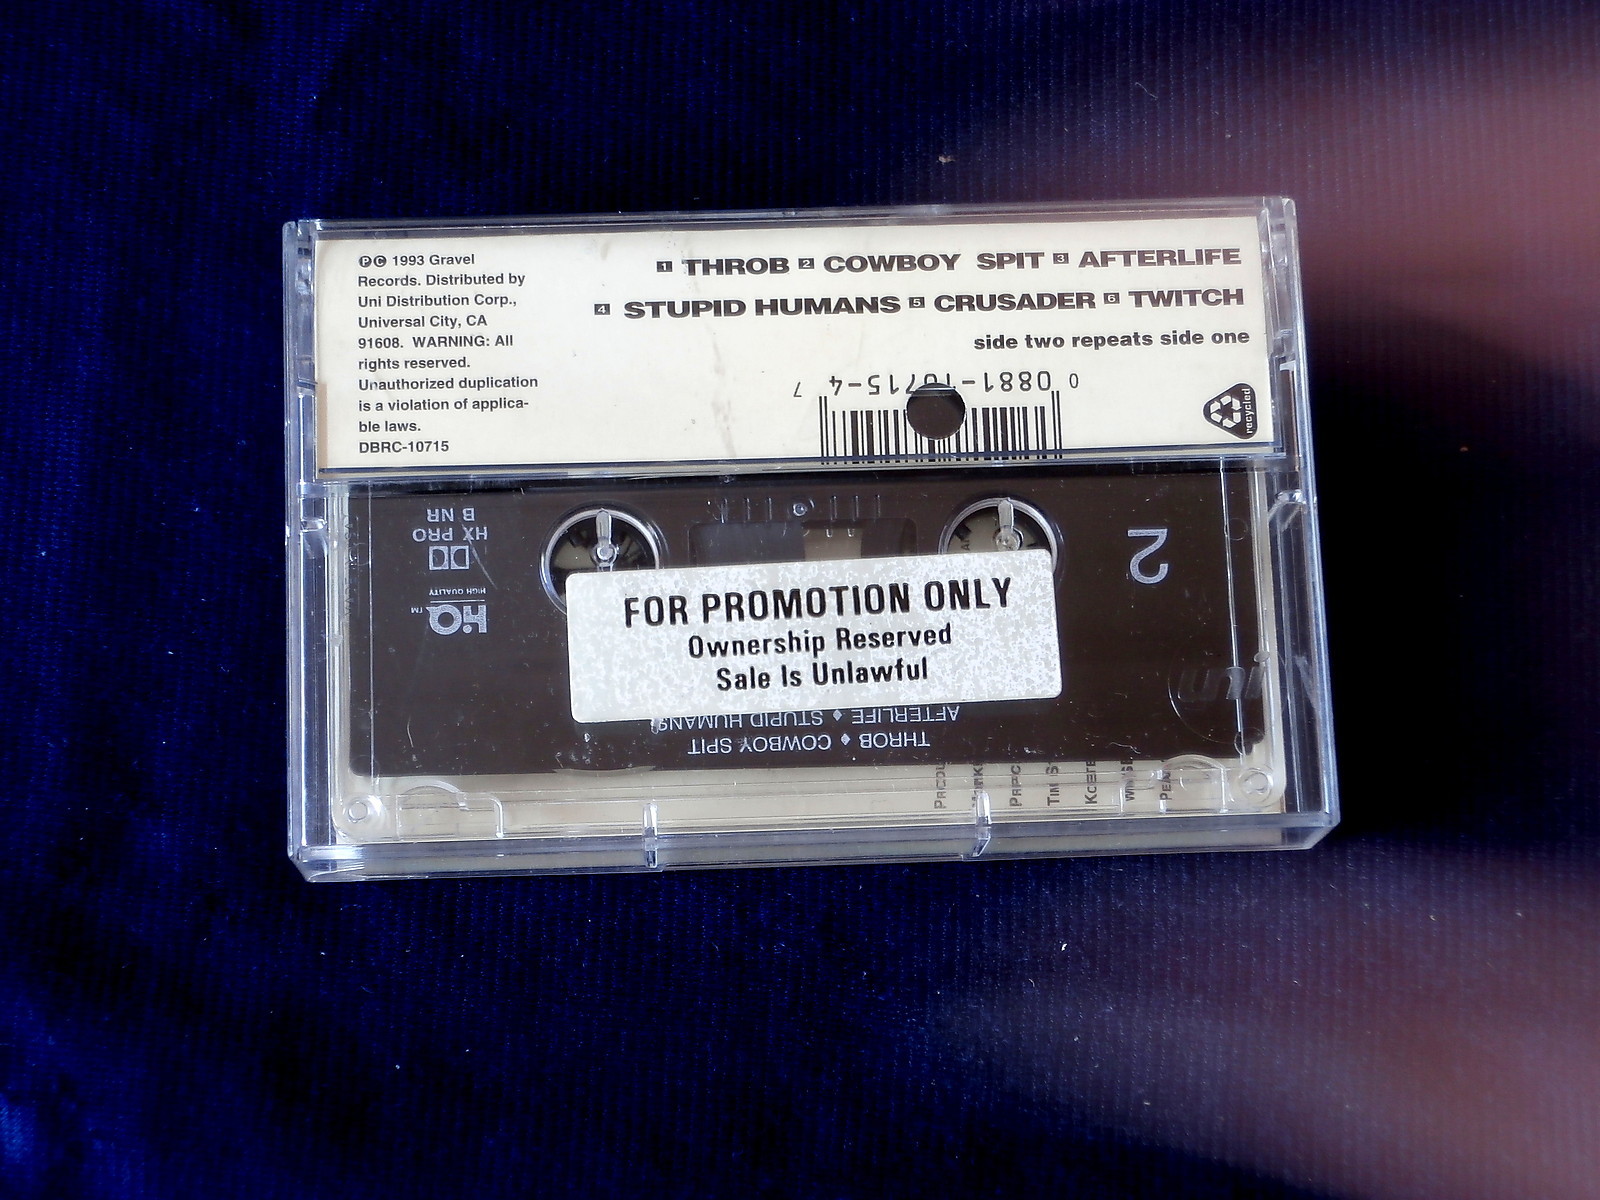 ℗© 1993 Gravel
Records. Distributed by
Uni Distribution Corp.,
Universal City, CA
91608. WARNING: All
rights reserved.
Unauthorized duplication
is a violation of applica-
ble laws.
DBRC-10715
1 THROB 2 COWBOY SPIT 3 AFTERLIFE
4 STUPID HUMANS 5 CRUSADER 6 TWITCH
side two repeats side one
0 0881-10715-4 7
recycled
B NR
HX PRO
HIGH QUALITY
HiQ™
2
FOR PROMOTION ONLY
Ownership Reserved
Sale Is Unlawful
AFTERLIFE ♦ STUPID HUMANS
THROB ♦ COWBOY SPIT